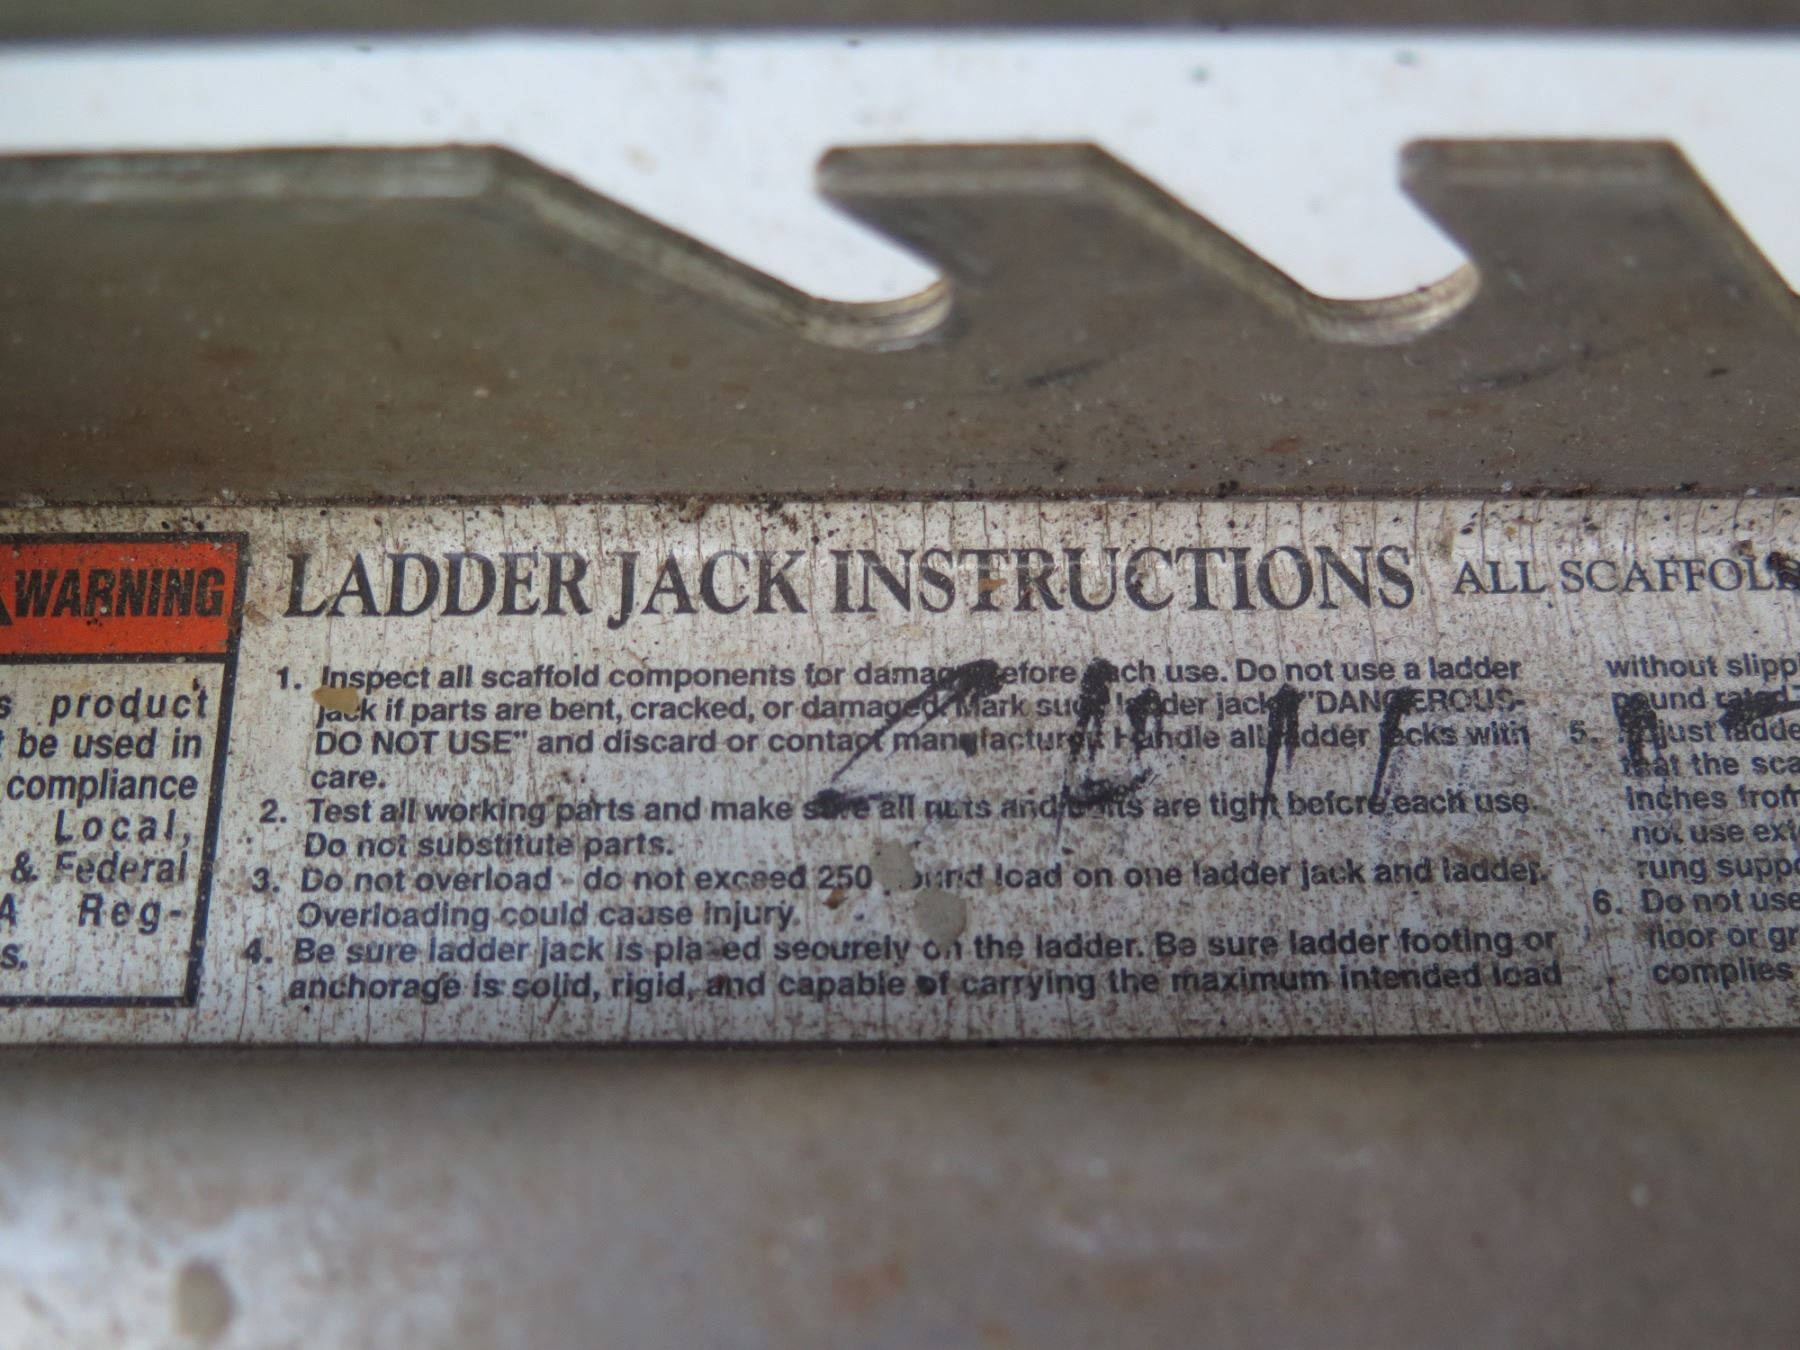 WARNING
s product
be used in
compliance
Local,
& Federal
A Reg-
s.
LADDER JACK INSTRUCTIONS ALL SCAFFOLD
1. Inspect all scaffold components for damage before each use. Do not use a ladder
jack if parts are bent, cracked, or damaged. Mark such ladder jacks "DANGEROUS-
DO NOT USE" and discard or contact manufacturer. Handle all ladder jacks with
care.
2. Test all working parts and make sure all nuts and bolts are tight before each use.
Do not substitute parts.
3. Do not overload - do not exceed 250 pound load on one ladder jack and ladder.
Overloading could cause injury.
4. Be sure ladder jack is placed securely on the ladder. Be sure ladder footing or
anchorage is solid, rigid, and capable of carrying the maximum intended load
without slipp
pound rated
5. Adjust ladde
that the sca
inches from
not use ext
rung suppo
6. Do not use
floor or gr
complies
2011